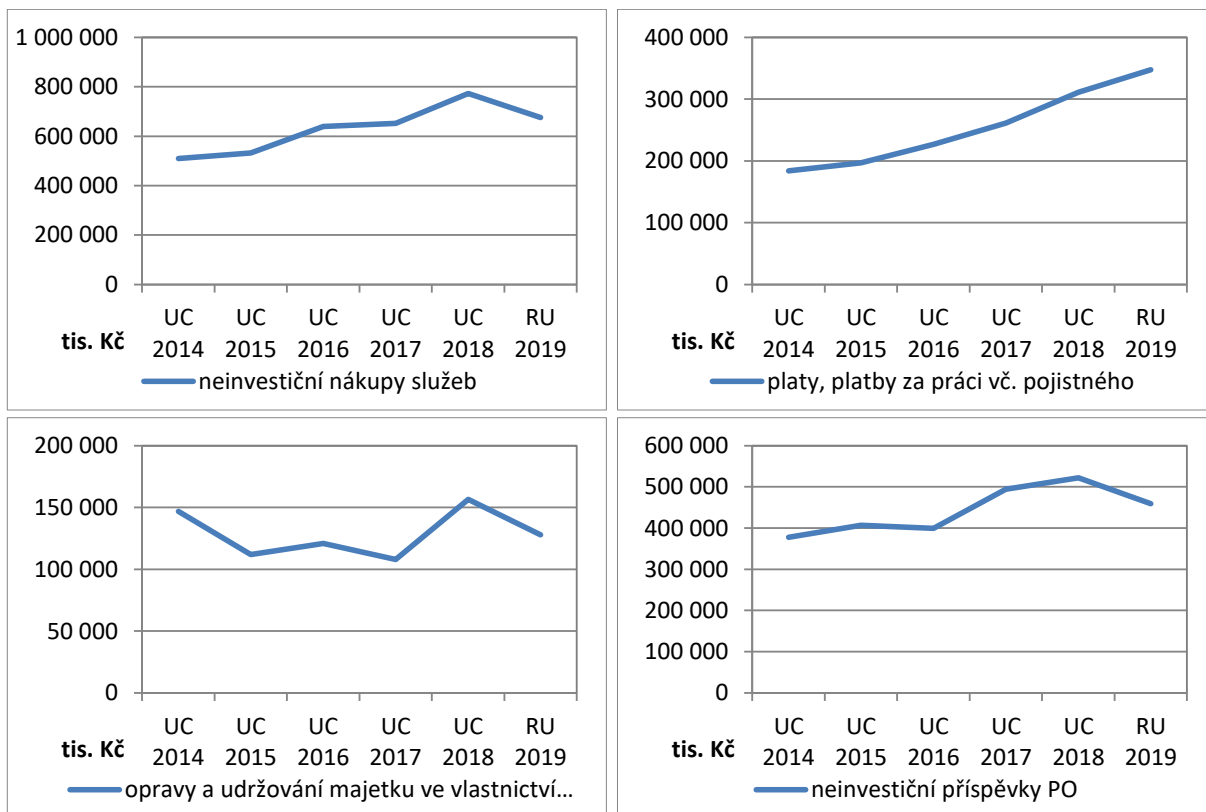 1 000 000
800 000
600 000
400 000
200 000
0
tis. Kč
UC UC UC UC UC RU
2014 2015 2016 2017 2018 2019
neinvestiční nákupy služeb
400 000
300 000
200 000
100 000
0
tis. Kč
UC UC UC UC UC RU
2014 2015 2016 2017 2018 2019
platy, platby za práci vč. pojistného
200 000
150 000
100 000
50 000
0
tis. Kč
UC UC UC UC UC RU
2014 2015 2016 2017 2018 2019
opravy a udržování majetku ve vlastnictví...
600 000
500 000
400 000
300 000
200 000
100 000
0
tis. Kč
UC UC UC UC UC RU
2014 2015 2016 2017 2018 2019
neinvestiční příspěvky PO